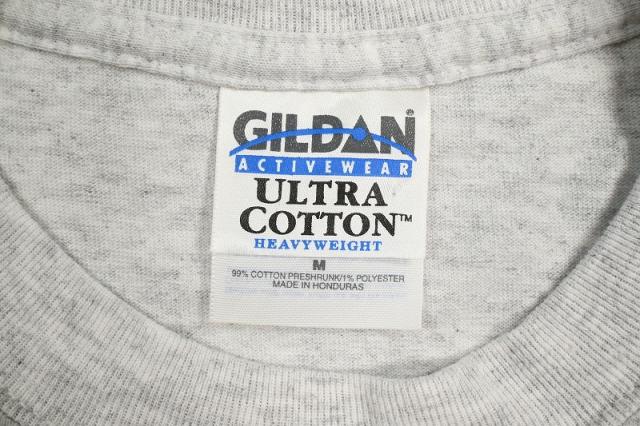 GILDAN®
ACTIVEWEAR
ULTRA
COTTON™
HEAVYWEIGHT
M
99% COTTON PRESHRUNK/1% POLYESTER
MADE IN HONDURAS